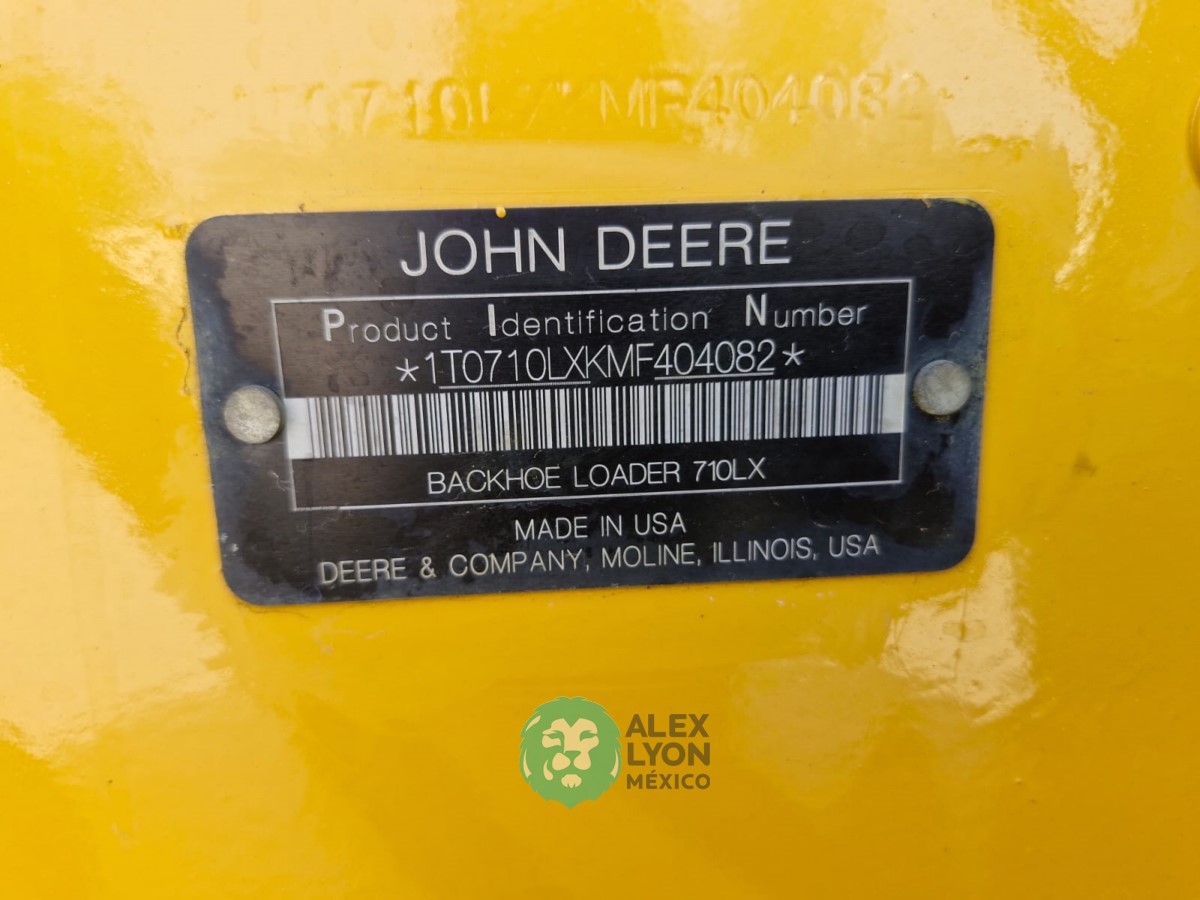 1T0710LXKMF404082
JOHN DEERE
Product Identification Number
*1T0710LXKMF404082*
BACKHOE LOADER 710LX
MADE IN USA
DEERE & COMPANY, MOLINE, ILLINOIS, USA
ALEX
LYON
MÉXICO